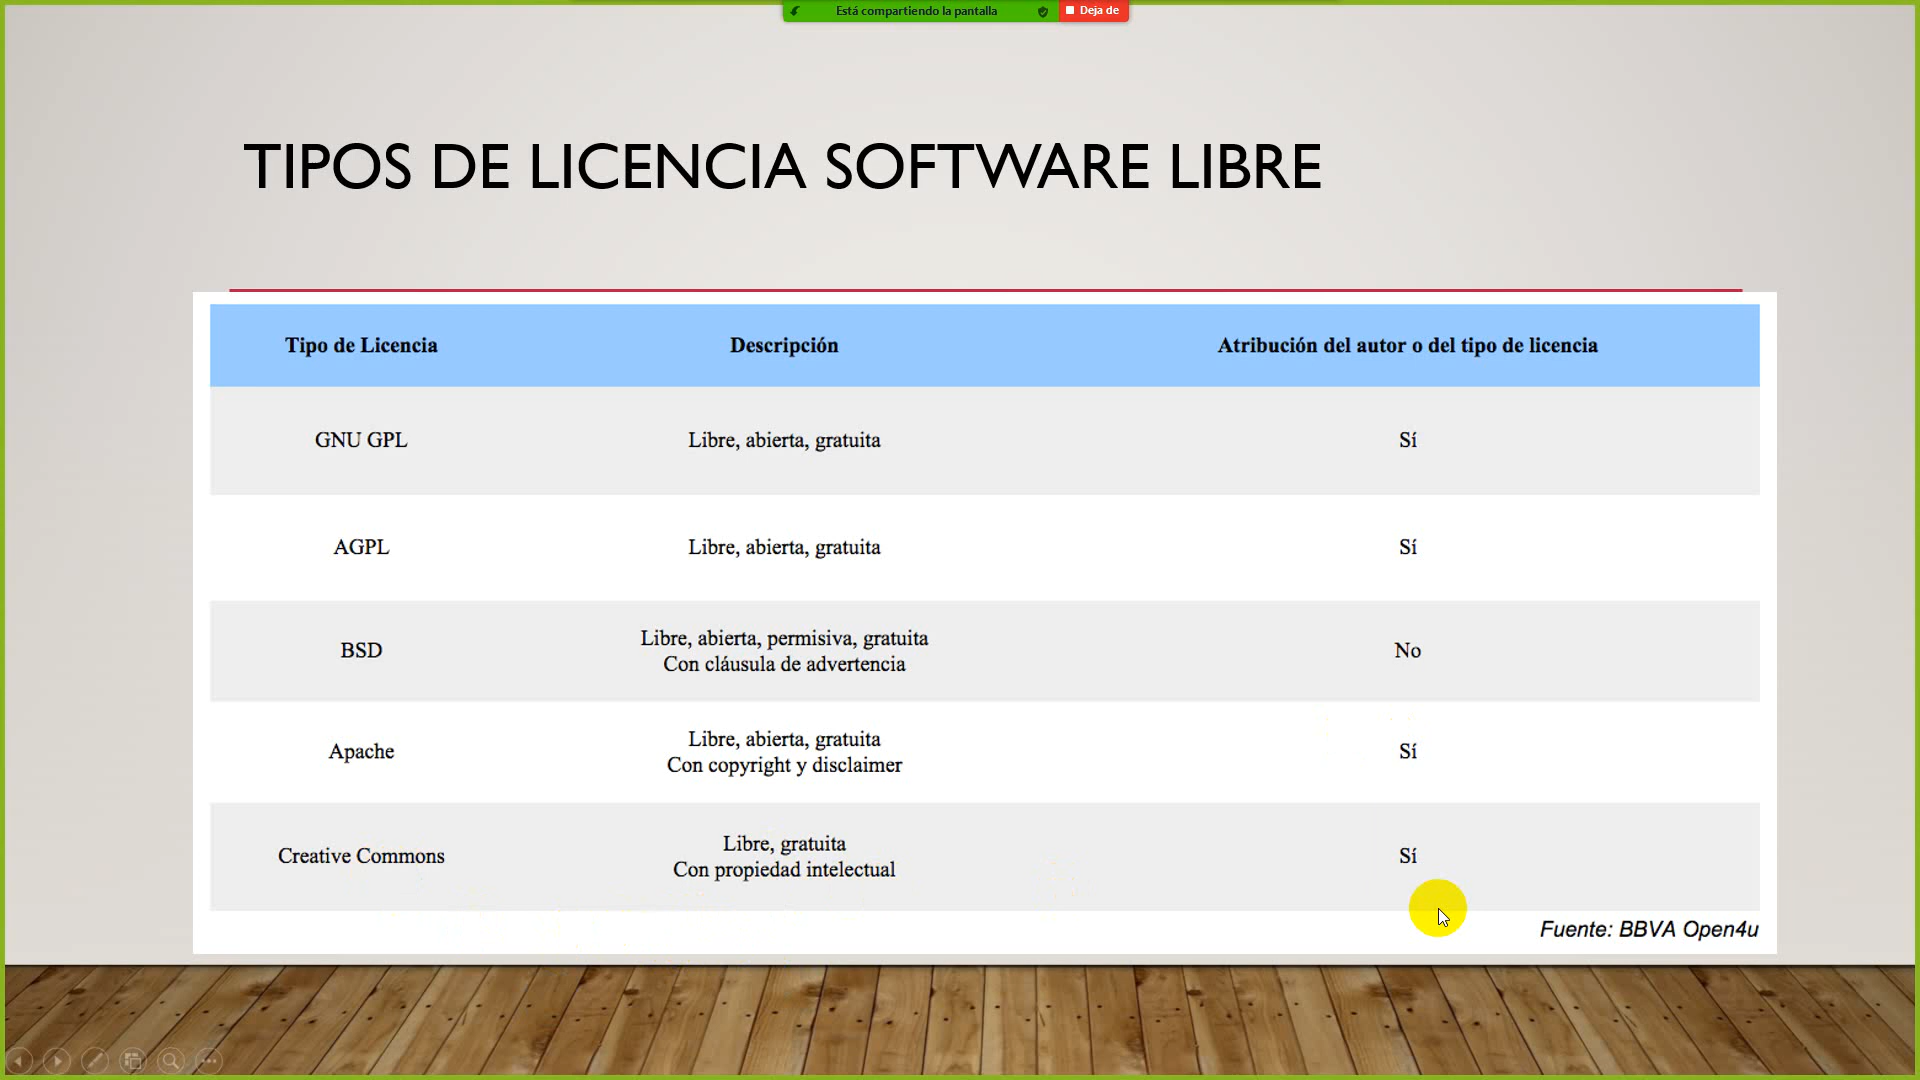 Está compartiendo la pantalla
Deja de
TIPOS DE LICENCIA SOFTWARE LIBRE
Tipo de Licencia Descripción Atribución del autor o del tipo de licencia
GNU GPL Libre, abierta, gratuita Sí
AGPL Libre, abierta, gratuita Sí
BSD Libre, abierta, permisiva, gratuita
Con cláusula de advertencia No
Apache Libre, abierta, gratuita
Con copyright y disclaimer Sí
Creative Commons Libre, gratuita
Con propiedad intelectual Sí
Fuente: BBVA Open4u